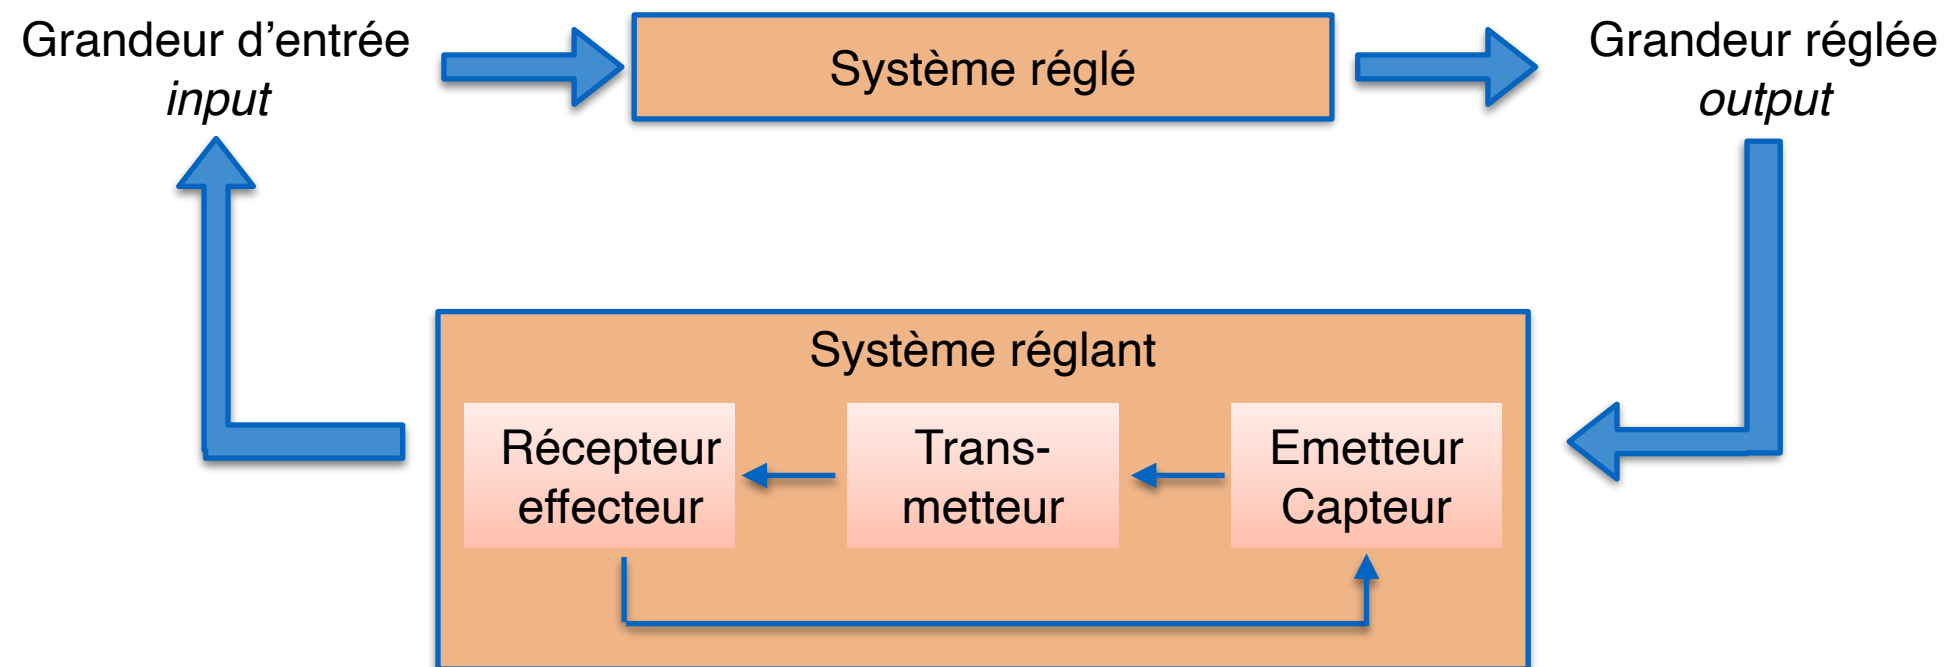 Grandeur d’entrée
input
Système réglé
Grandeur réglée
output
Système réglant
Récepteur
effecteur
Trans-
metteur
Emetteur
Capteur